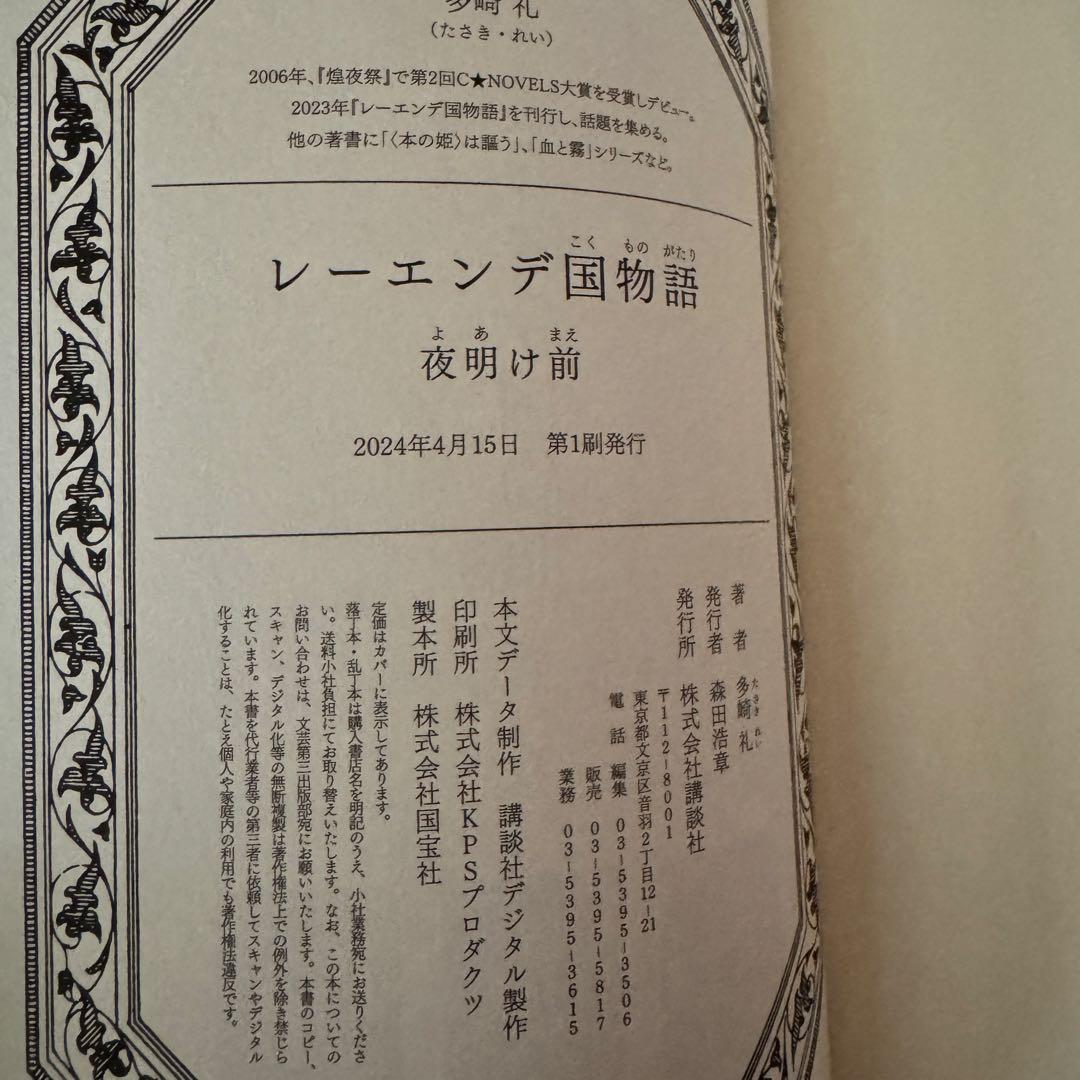 多崎 礼
(たさき・れい)
2006年、『煌夜祭』で第2回C★NOVELS大賞を受賞しデビュー。
2023年『レーエンデ国物語』を刊行し、話題を集める。
他の著書に「〈本の姫〉は謳う」、「血と霧」シリーズなど。
こく もの がたり
レーエンデ国物語
よ あ まえ
夜明け前
2024年4月15日 第1刷発行
著者 多崎礼
たさき れい
発行者 森田浩章
発行所 株式会社講談社
〒112-8001
東京都文京区音羽2丁目12-21
電話 編集 03-5395-3506
販売 03-5395-5817
業務 03-5395-3615
本文データ制作 講談社デジタル製作
印刷所 株式会社KPSプロダクツ
製本所 株式会社国宝社
定価はカバーに表示してあります。
落丁本・乱丁本は購入書店名を明記のうえ、小社業務宛にお送りくださ
い。送料小社負担にてお取り替えいたします。なお、この本についての
お問い合わせは、文芸第三出版部宛にお願いいたします。本書のコピー、
スキャン、デジタル化等の無断複製は著作権法上での例外を除き禁じら
れています。本書を代行業者等の第三者に依頼してスキャンやデジタル
化することは、たとえ個人や家庭内の利用でも著作権法違反です。